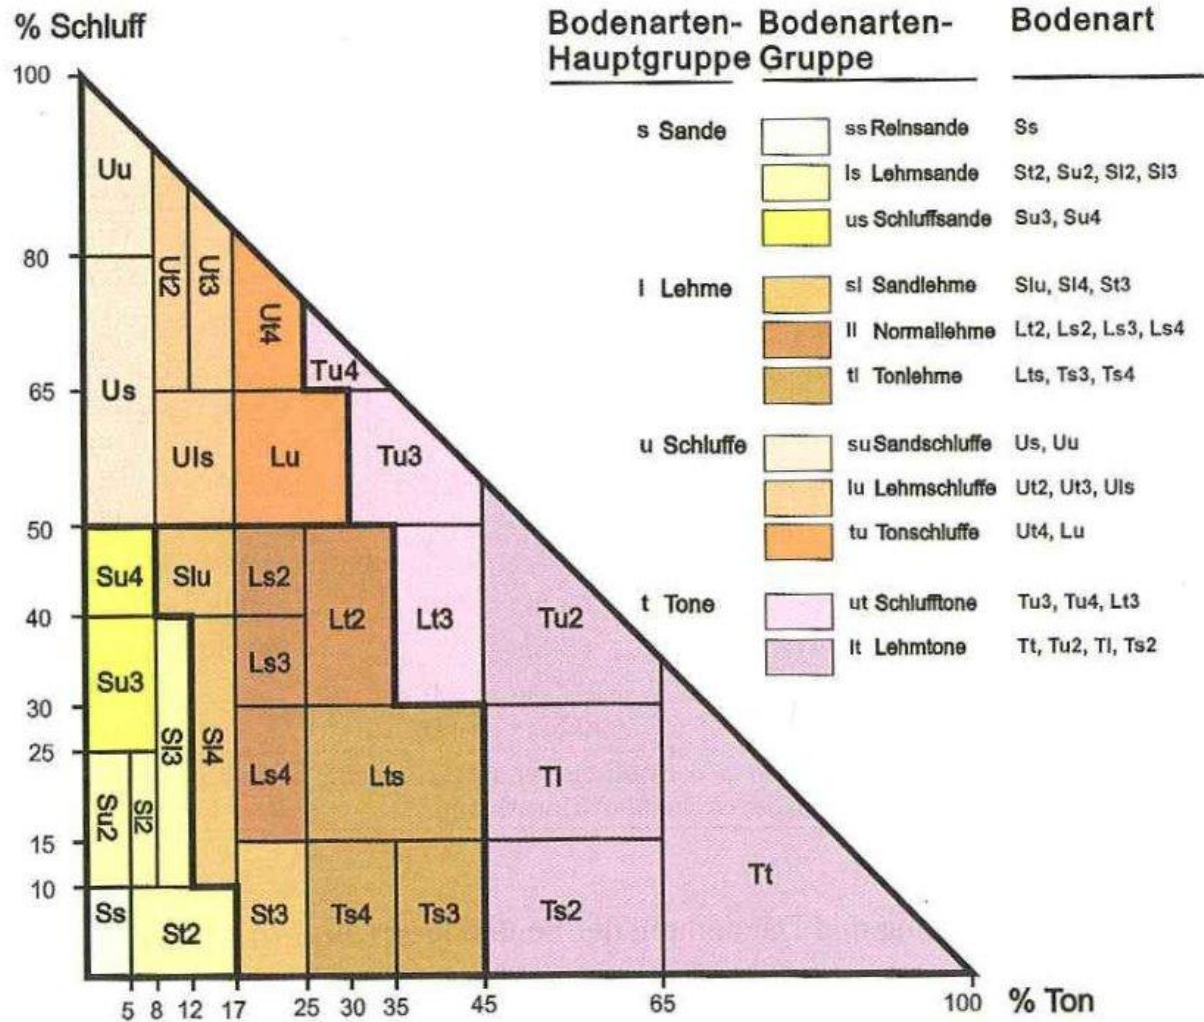 % Schluff
Bodenarten-Hauptgruppe
Bodenarten-Gruppe
Bodenart
s Sande
ss Reinsande Ss
ls Lehmsande St2, Su2, Sl2, Sl3
us Schluffsande Su3, Su4
l Lehme
sl Sandlehme Slu, Sl4, St3
ll Normallehme Lt2, Ls2, Ls3, Ls4
tl Tonlehme Lts, Ts3, Ts4
u Schluffe
su Sandschluffe Us, Uu
lu Lehmschluffe Ut2, Ut3, Uls
tu Tonschluffe Ut4, Lu
t Tone
ut Schlufftone Tu3, Tu4, Lt3
lt Lehmtone Tt, Tu2, Tl, Ts2
100
Uu
80
Ut2 Ut3 Ut4
Tu4
65
Us
Uls Lu Tu3
50
Su4 Slu Ls2
40
Lt2 Lt3 Tu2
Su3 Ls3
30
Sl3 Sl4
25
Ls4 Lts Tl
Su2 Sl2
15
10
Tt
Ss St2 St3 Ts4 Ts3 Ts2
5 8 12 17 25 30 35 45 65 100 % Ton